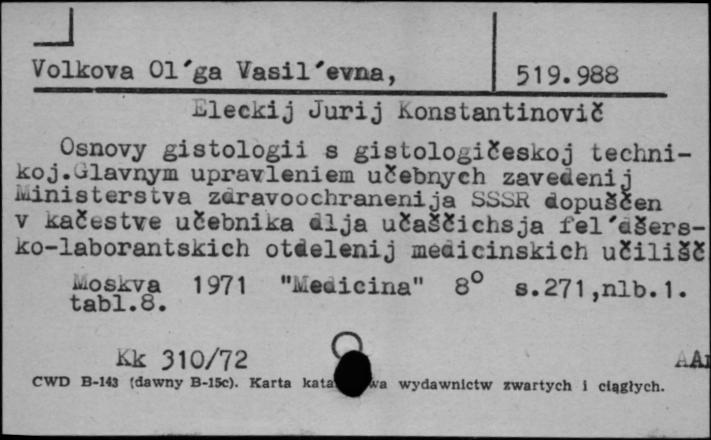 Volkova Ol´ga Vasil´evna, 519.988
Eleckij Jurij Konstantinovič
Osnovy gistologii s gistologičeskoj techni-
koj.Glavnym upravleniem učebnych zavedenij
Ministerstva zdravoochranenija SSSR dopuščen
v kačestve učebnika dlja učaščichsja fel´dšers-
ko-laborantskich otdelenij medicinskich učilišč
Moskva 1971 "Medicina" 8° s.271,nlb.1.
tabl.8.
Kk 310/72
CWD B-143 (dawny B-15c). Karta wydawnictw zwartych i ciągłych.